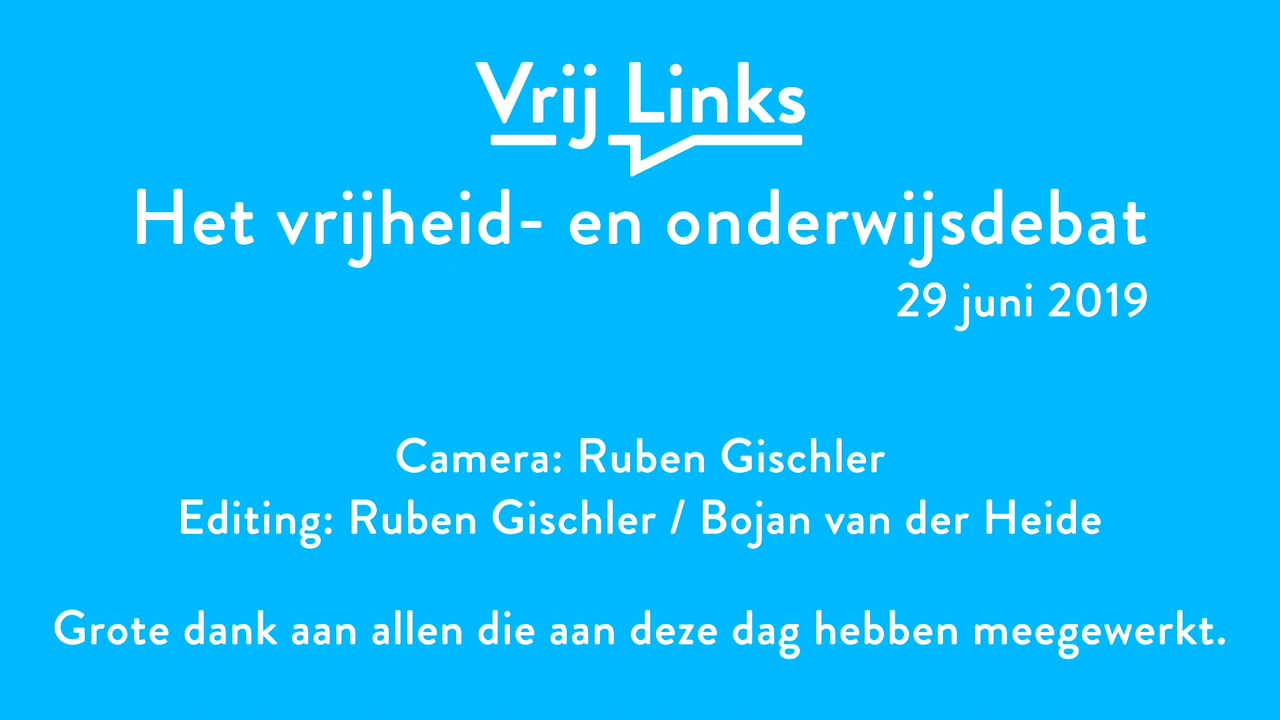 Vrij Links
Het vrijheid- en onderwijsdebat
29 juni 2019
Camera: Ruben Gischler
Editing: Ruben Gischler / Bojan van der Heide
Grote dank aan allen die aan deze dag hebben meegewerkt.